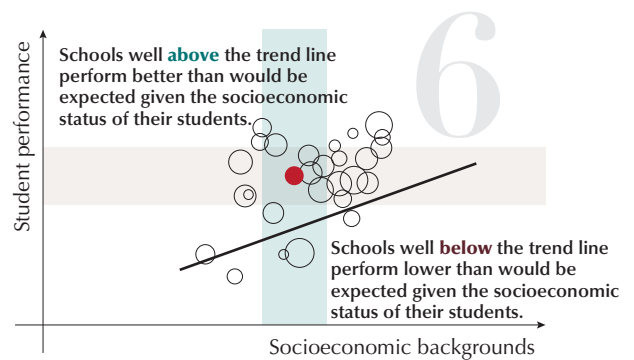 6
Schools well above the trend line
perform better than would be
expected given the socioeconomic
status of their students.
Student performance
Schools well below the trend line
perform lower than would be
expected given the socioeconomic
status of their students.
Socioeconomic backgrounds